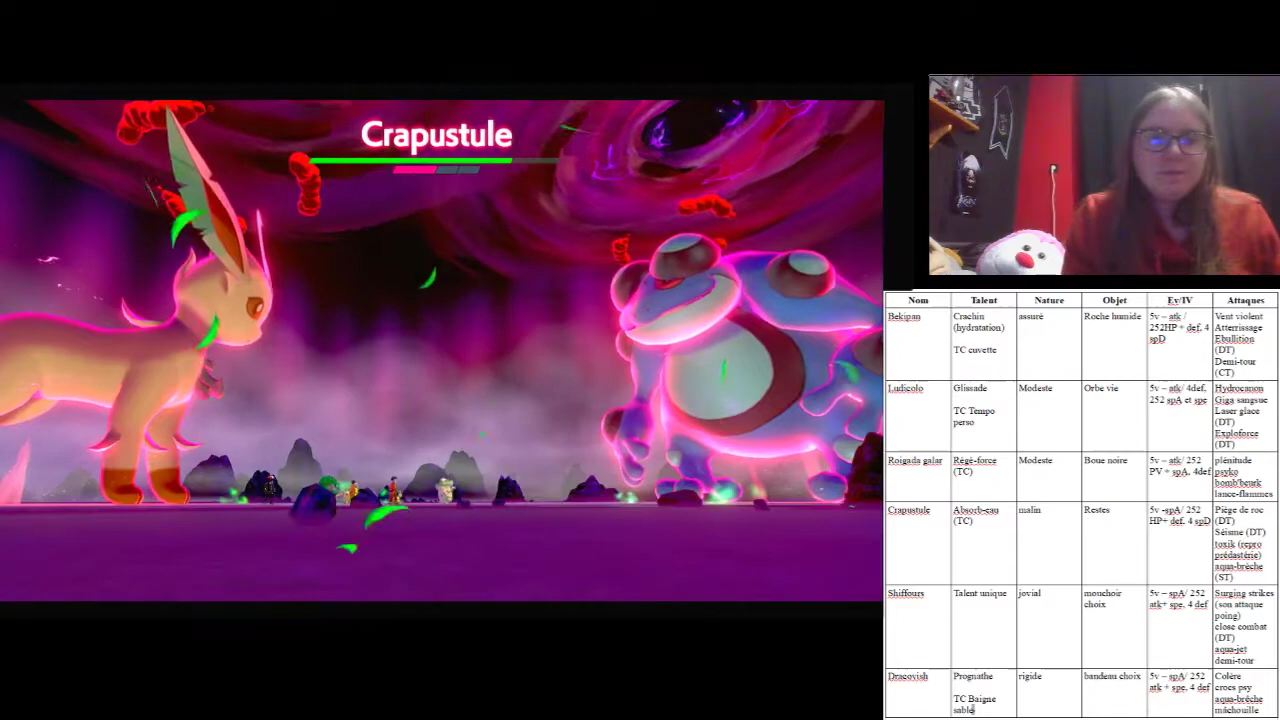 Crapustule
Nom Talent Nature Objet Ev/IV Attaques
Bekipan
Crachin
(hydratation)
TC cuvette
assuré
Roche humide
5v – atk /
252HP + def, 4
spD
Vent violent
Atterrissage
Ebullition
(DT)
Demi-tour
(CT)
Ludicolo
Glissade
TC Tempo
perso
Modeste
Orbe vie
5v – atk/ 4def,
252 spA et spe
Hydrocanon
Giga sangsue
Laser glace
(DT)
Exploforce
(DT)
Roigada galar
Régé-force
(TC)
Modeste
Boue noire
5v – atk/ 252
PV + spA, 4def
plénitude
psyko
bomb/beurk
lance-flammes
Crapustule
Absorb-eau
(TC)
malin
Restes
5v -spA/ 252
HP+ def, 4 spD
Piège de roc
(DT)
Séisme (DT)
toxik (repro
prédastérie)
aqua-brèche
(ST)
Shiffours
Talent unique
jovial
mouchoir
choix
5v – spA/ 252
atk+ spe, 4 def
Surging strikes
(son attaque
poing)
close combat
(DT)
aqua-jet
demi-tour
Dracovish
Prognathe
TC Baigne
sable
rigide
bandeau choix
5v – spA/ 252
atk + spe, 4 def
Colère
crocs psy
aqua-brèche
mâchouille